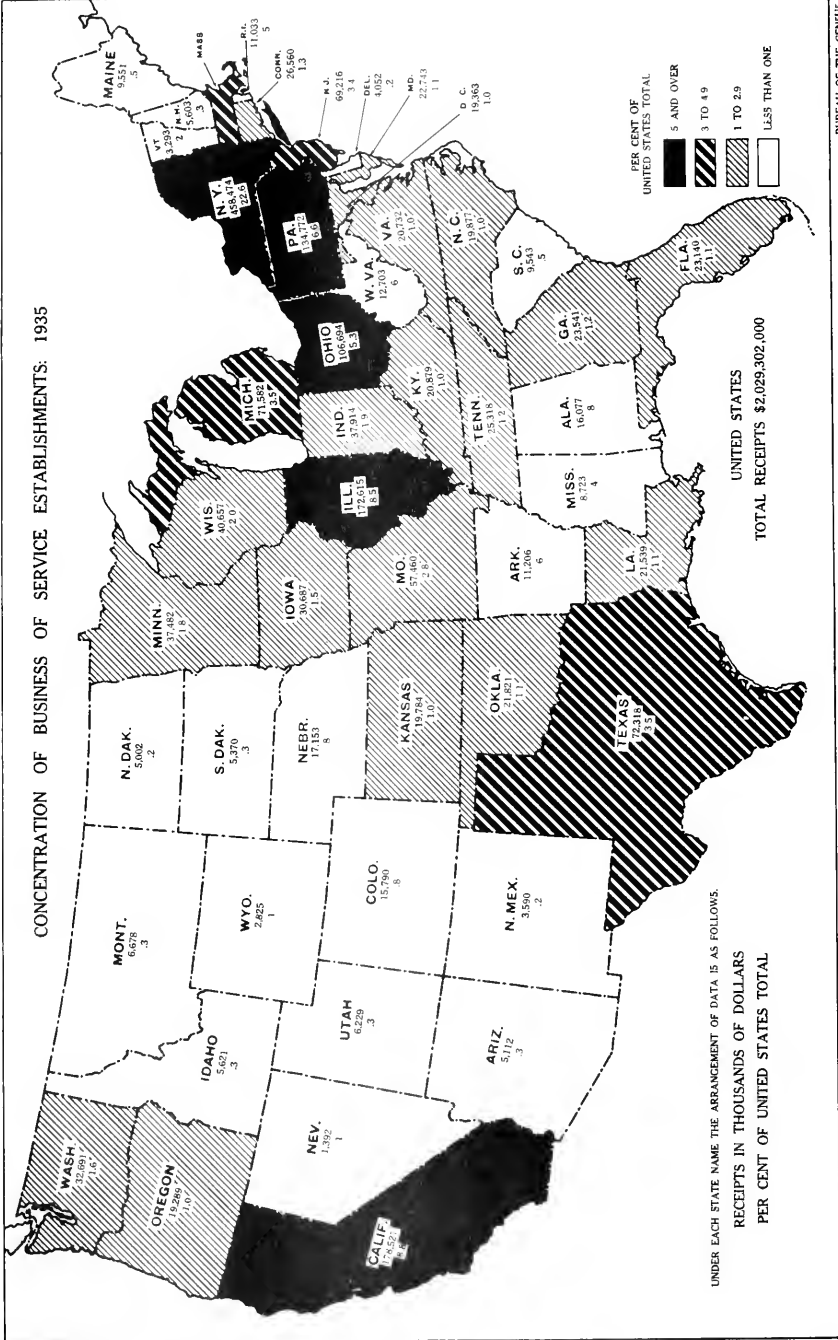 CONCENTRATION OF BUSINESS OF SERVICE ESTABLISHMENTS: 1935
WASH.
32,691
1.6
OREGON
19,289
1.0
CALIF.
178,521
8.8
NEV.
1,392
1
IDAHO
5,621
.3
MONT.
6,678
.3
WYO.
2,825
1
UTAH
6,229
.3
ARIZ.
5,112
.3
COLO.
15,790
.8
N. MEX.
3,590
.2
N. DAK.
5,002
.2
S. DAK.
5,370
.3
NEBR.
17,153
8
KANSAS
19,784
1.0
OKLA.
21,821
1.1
TEXAS
72,318
3.5
MINN.
37,482
1.8
IOWA
30,687
1.5
MO.
57,460
2.8
ARK.
11,206
6
LA.
21,539
1.1
WIS.
40,657
2.0
ILL.
172,615
8.5
MICH.
71,582
3.5
IND.
37,914
1.9
OHIO
106,694
5.3
KY.
20,879
1.0
TENN.
25,318
1.2
MISS.
8,723
4
ALA.
16,077
8
GA.
23,541
1.2
FLA.
23,140
1.1
S. C.
9,543
.5
N. C.
19,877
1.0
VA.
20,732
1.0
W. VA.
12,703
6
PA.
134,772
6.6
N. Y.
458,474
22.6
VT
3,293
2
N.H.
5,603
.3
MAINE
9,551
.5
MASS
R.I.
11,033
5
CONN.
26,560
1.3
N J.
69,216
3 4
DEL.
4,052
.2
MD.
22,743
1 1
D C.
19,363
1.0
PER CENT OF
UNITED STATES TOTAL
5 AND OVER
3 TO 4 9
1 TO 2.9
LESS THAN ONE
UNITED STATES
TOTAL RECEIPTS $2,029,302,000
UNDER EACH STATE NAME THE ARRANGEMENT OF DATA IS AS FOLLOWS.
RECEIPTS IN THOUSANDS OF DOLLARS
PER CENT OF UNITED STATES TOTAL